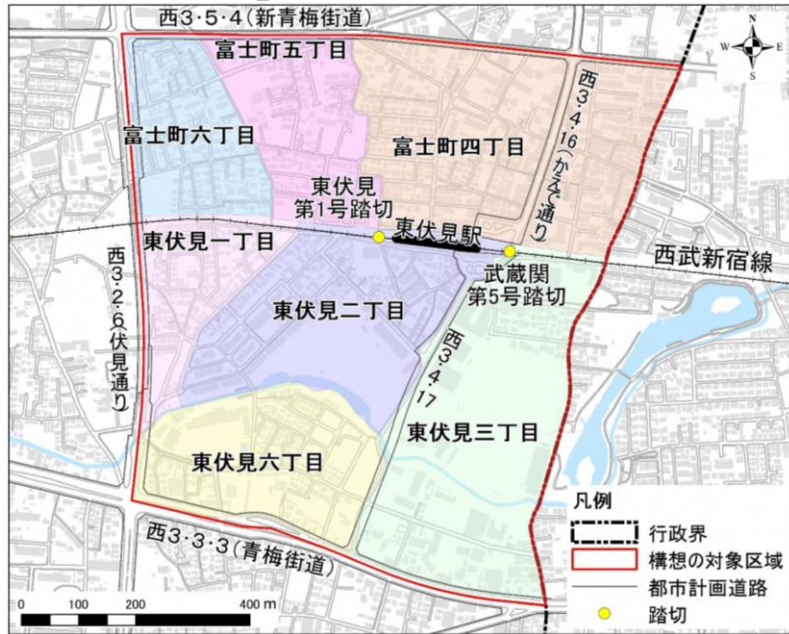 西3・5・4(新青梅街道)
N
W
E
S
富士町五丁目
富士町六丁目
富士町四丁目
西3・4・16(かえで通り)
東伏見
第1号踏切
東伏見駅
東伏見一丁目
西武新宿線
武蔵関
第5号踏切
西3・2・6(伏見通り)
東伏見二丁目
西3・4・17
東伏見三丁目
東伏見六丁目
西3・3・3(青梅街道)
凡例
行政界
構想の対象区域
都市計画道路
踏切
0 100 200 400 m